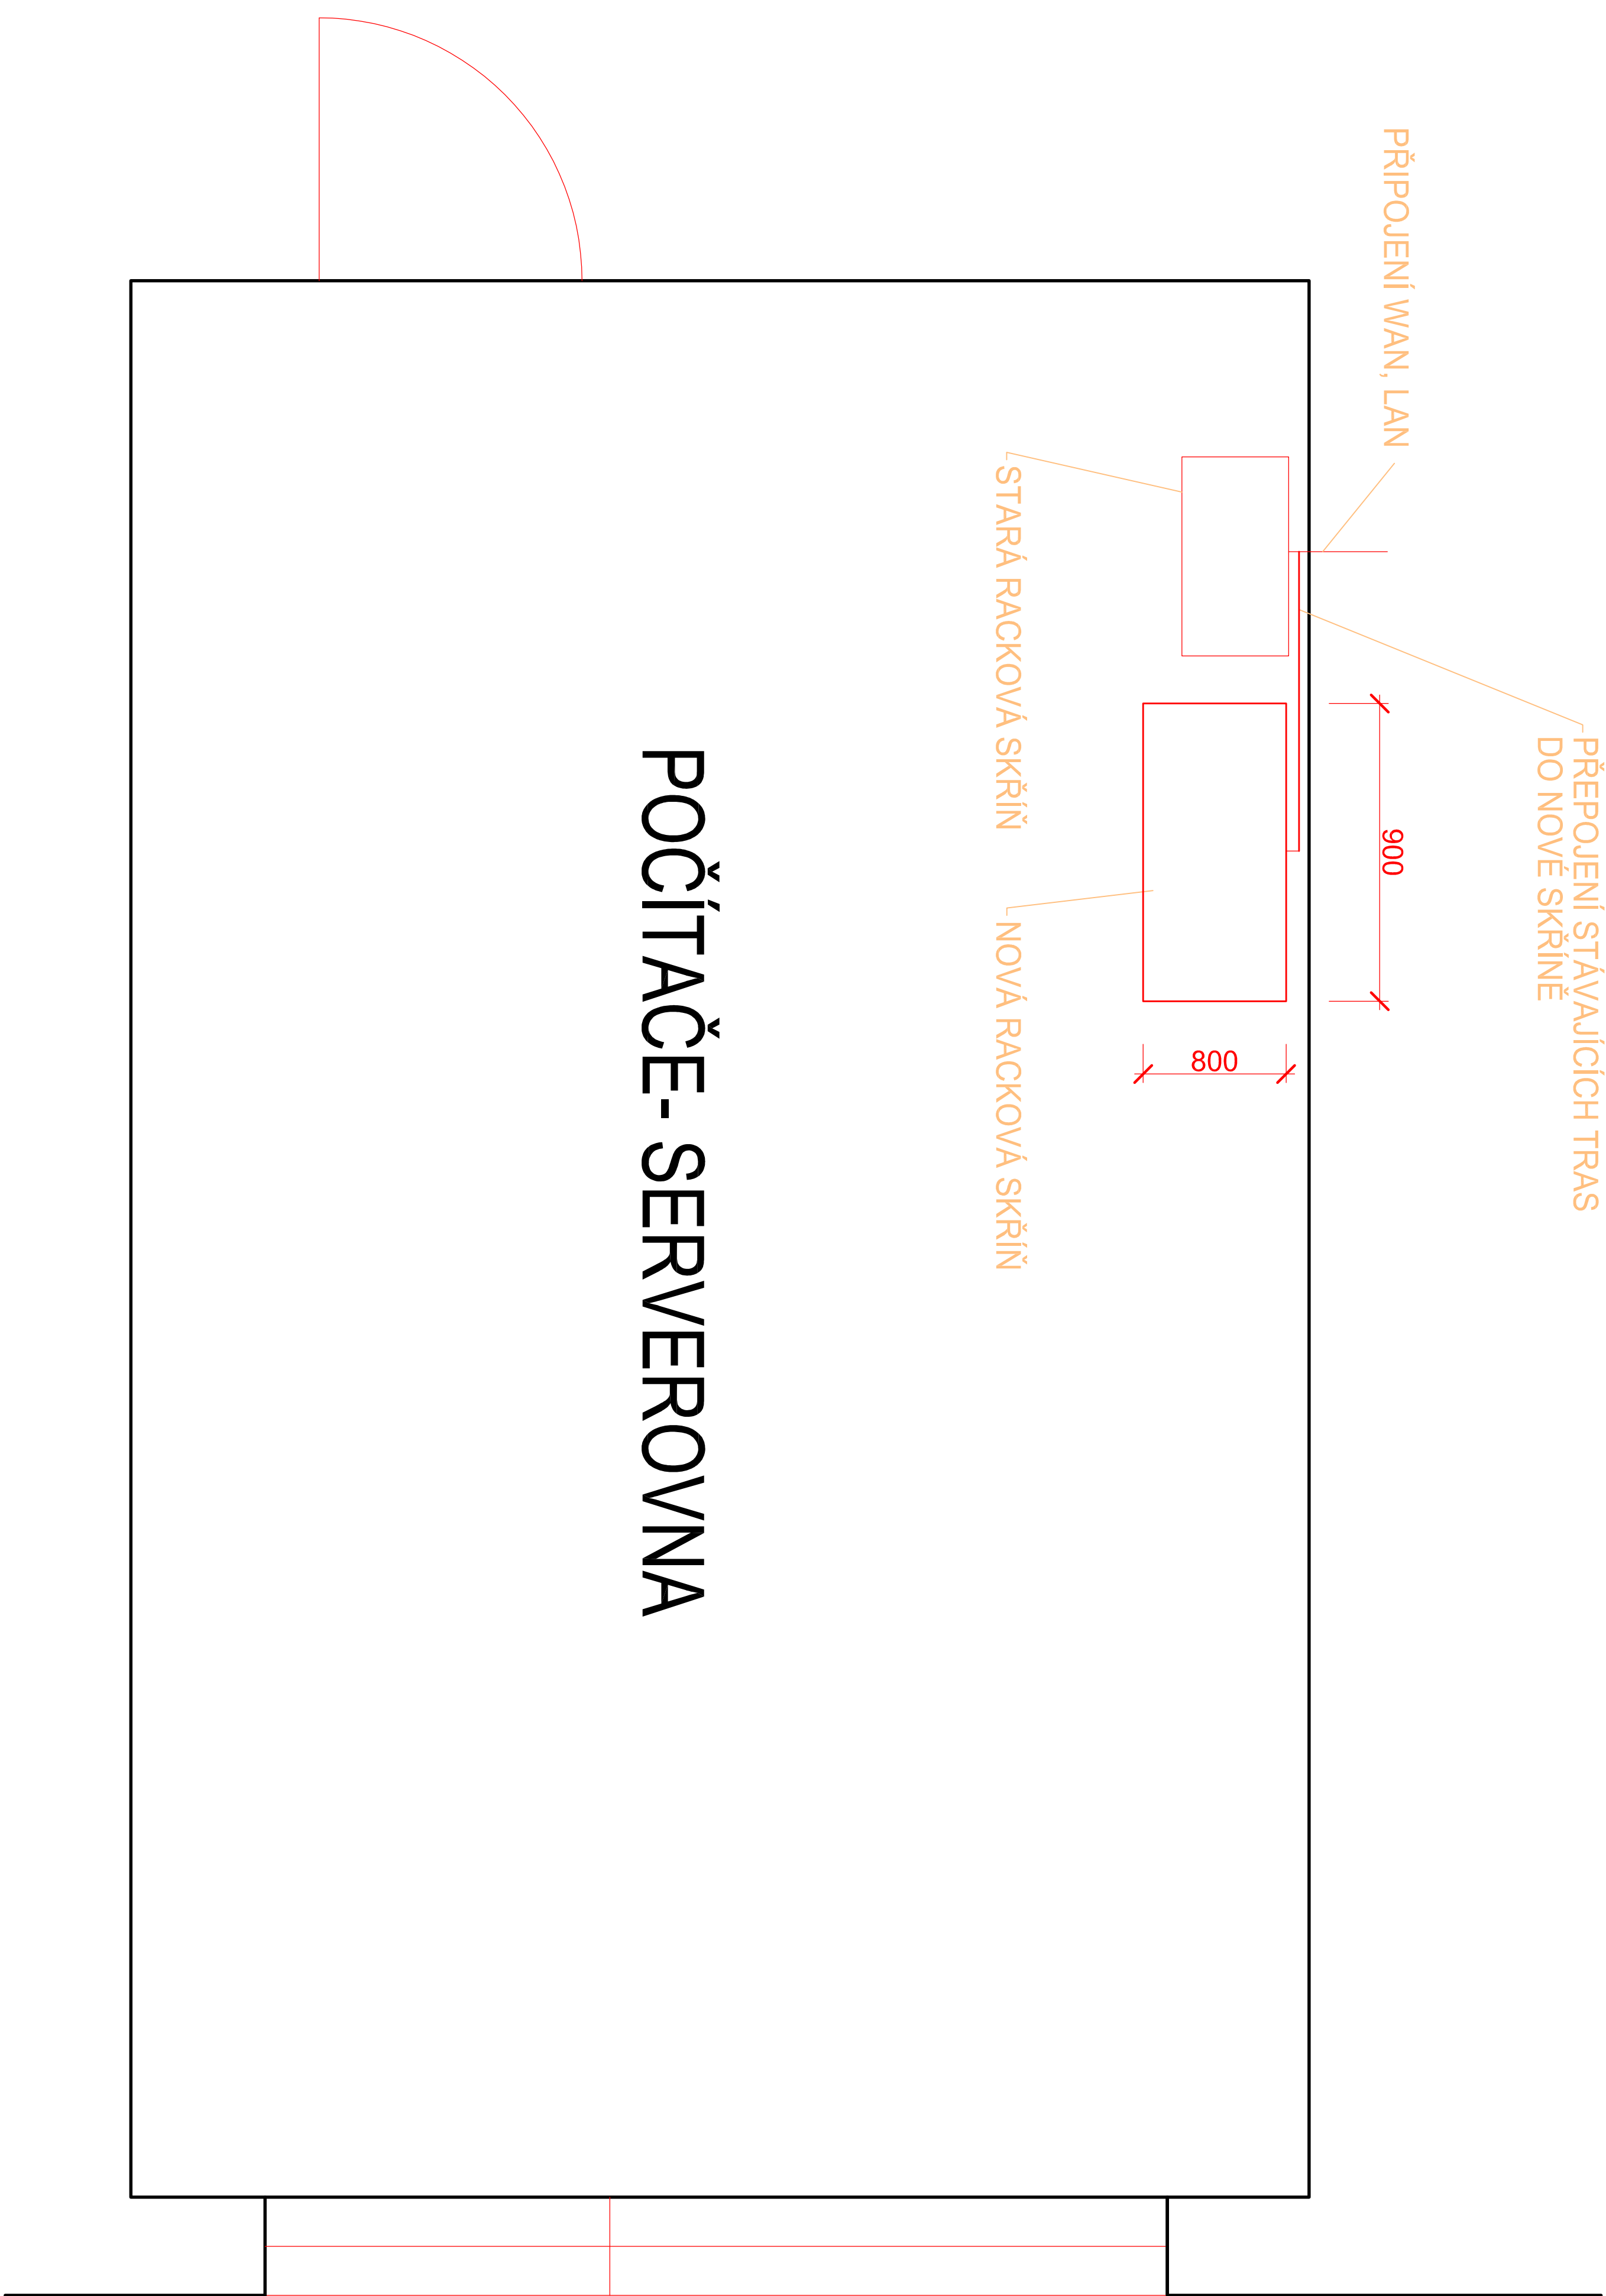 PŘIPOJENÍ WAN, LAN
PŘEPOJENÍ STÁVAJÍCÍCH TRAS
DO NOVÉ SKŘÍNĚ
900
800
STARÁ RACKOVÁ SKŘÍŇ
NOVÁ RACKOVÁ SKŘÍŇ
POČÍTAČE- SERVEROVNA